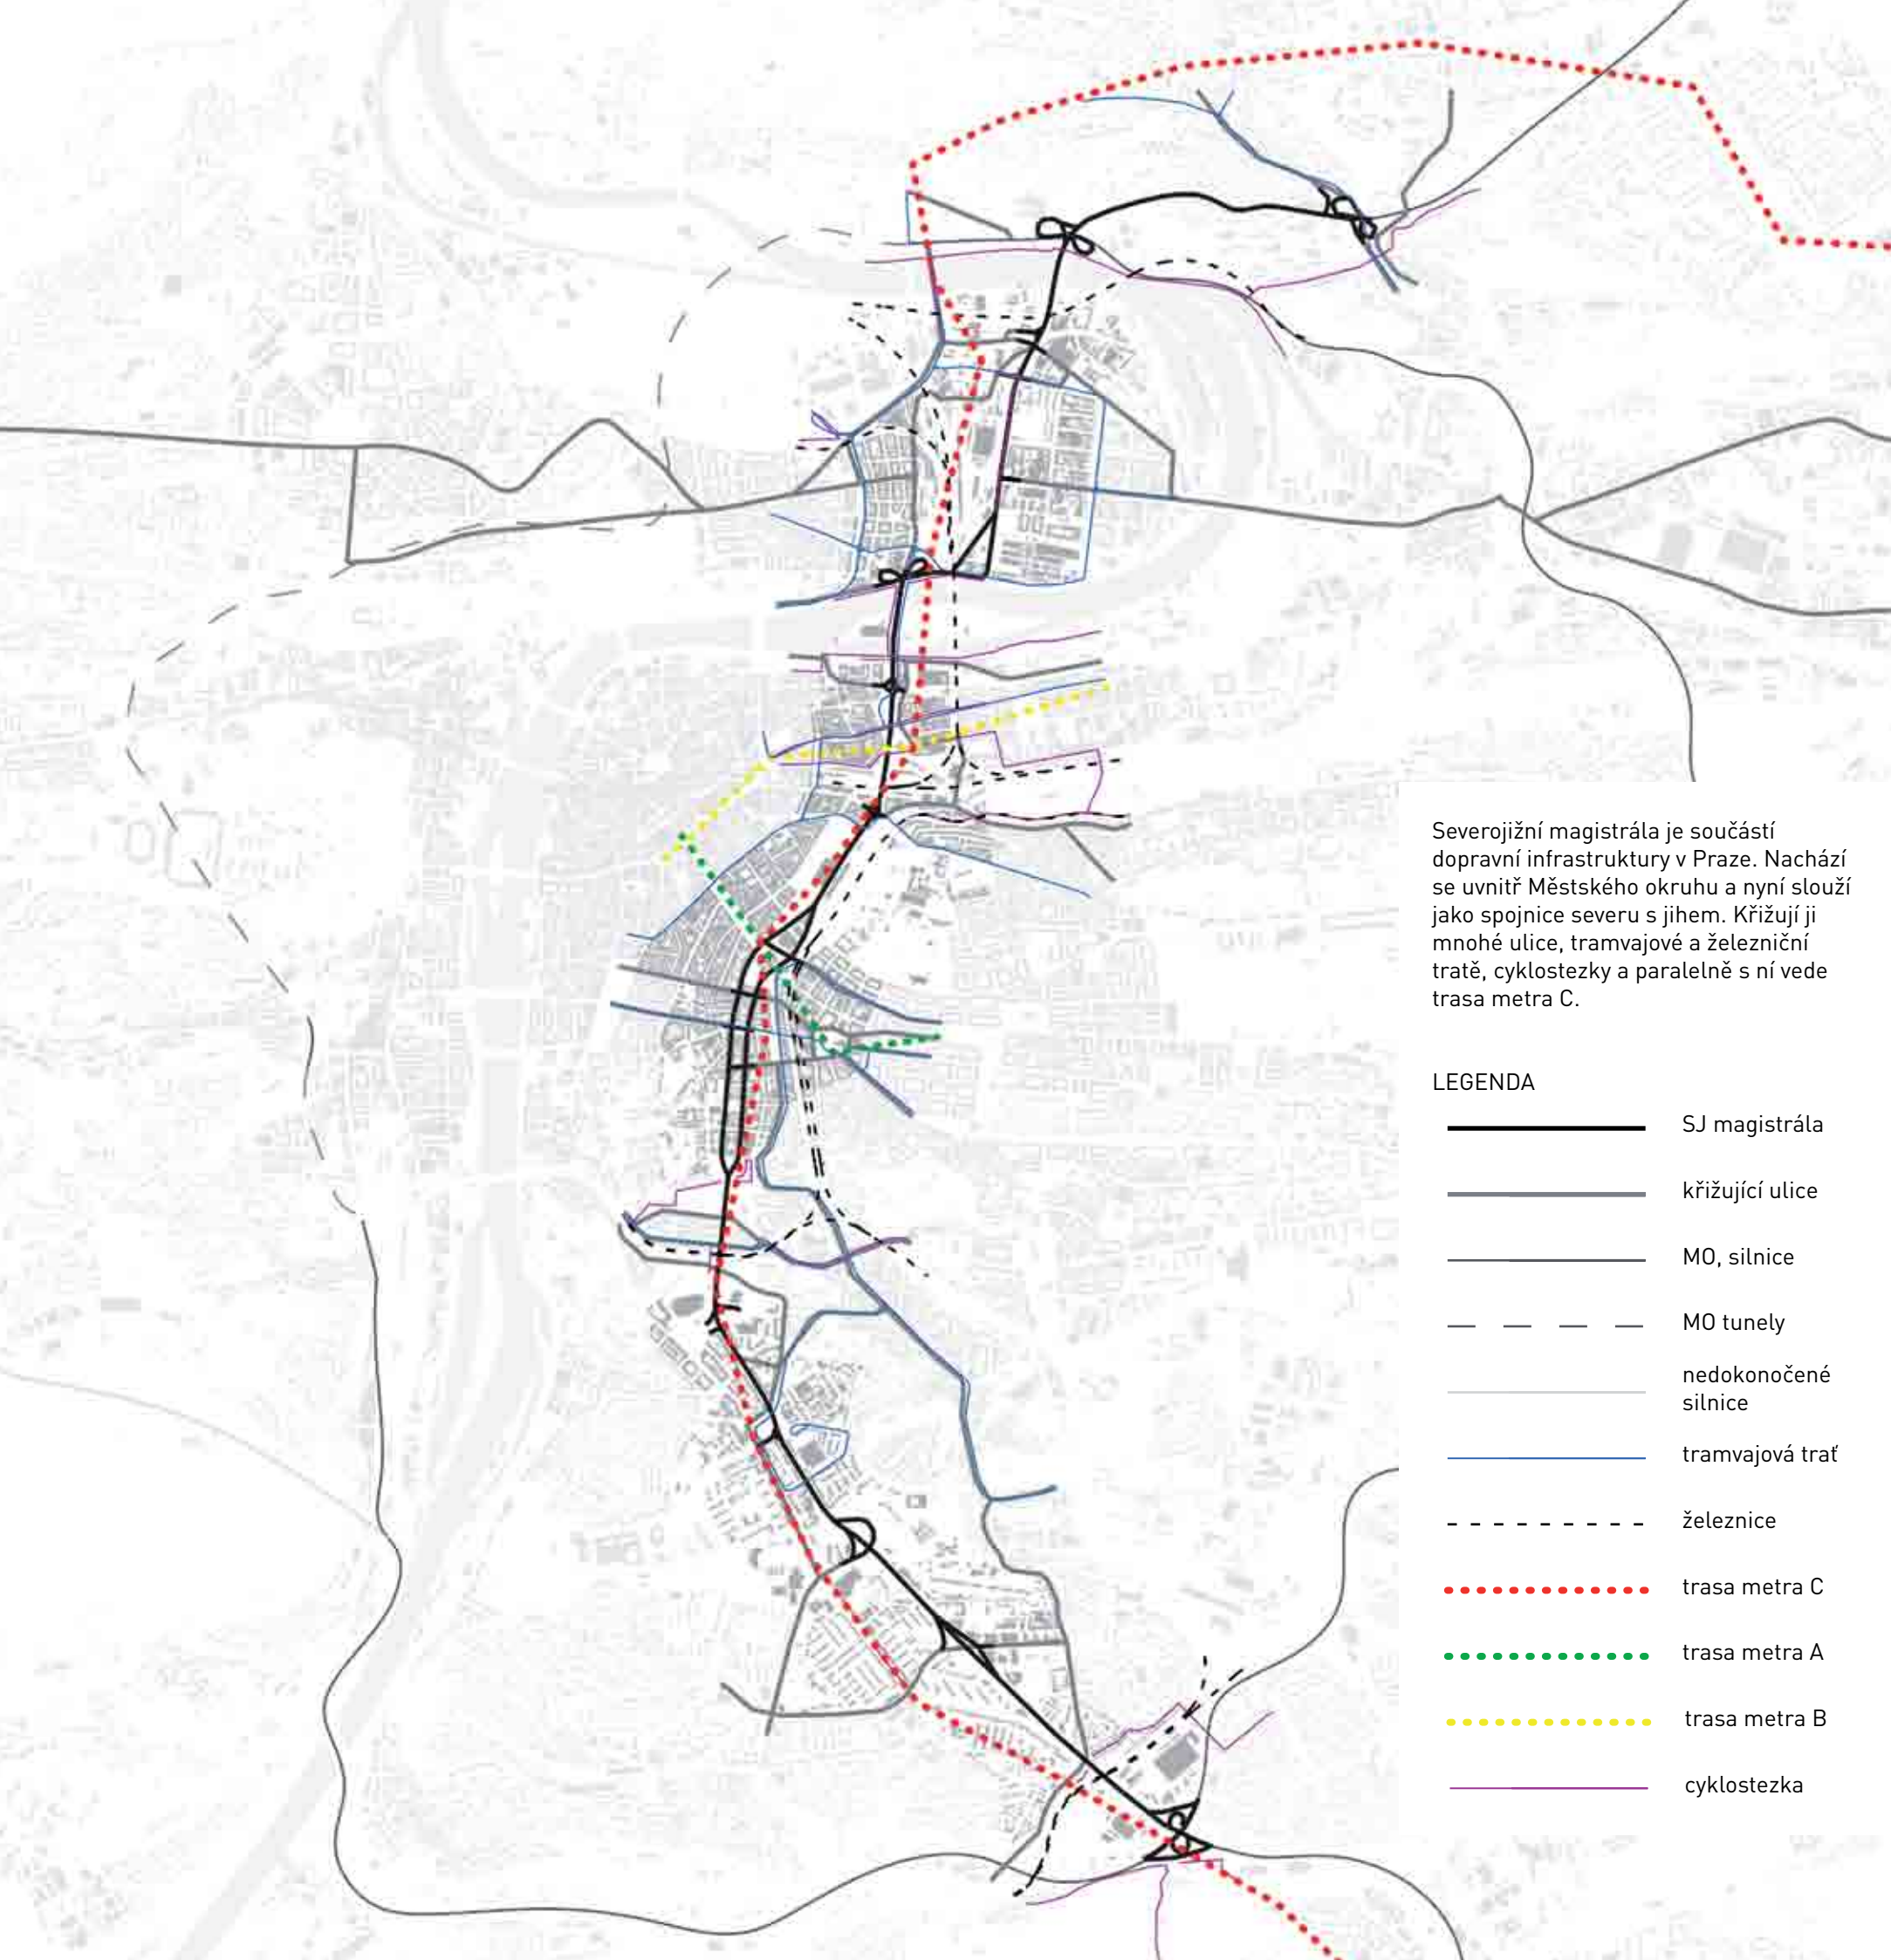 Severojižní magistrála je součástí
dopravní infrastruktury v Praze. Nachází
se uvnitř Městského okruhu a nyní slouží
jako spojnice severu s jihem. Křižují ji
mnohé ulice, tramvajové a železniční
tratě, cyklostezky a paralelně s ní vede
trasa metra C.
LEGENDA
SJ magistrála
křižující ulice
MO, silnice
MO tunely
nedokonočené
silnice
tramvajová trať
železnice
trasa metra C
trasa metra A
trasa metra B
cyklostezka